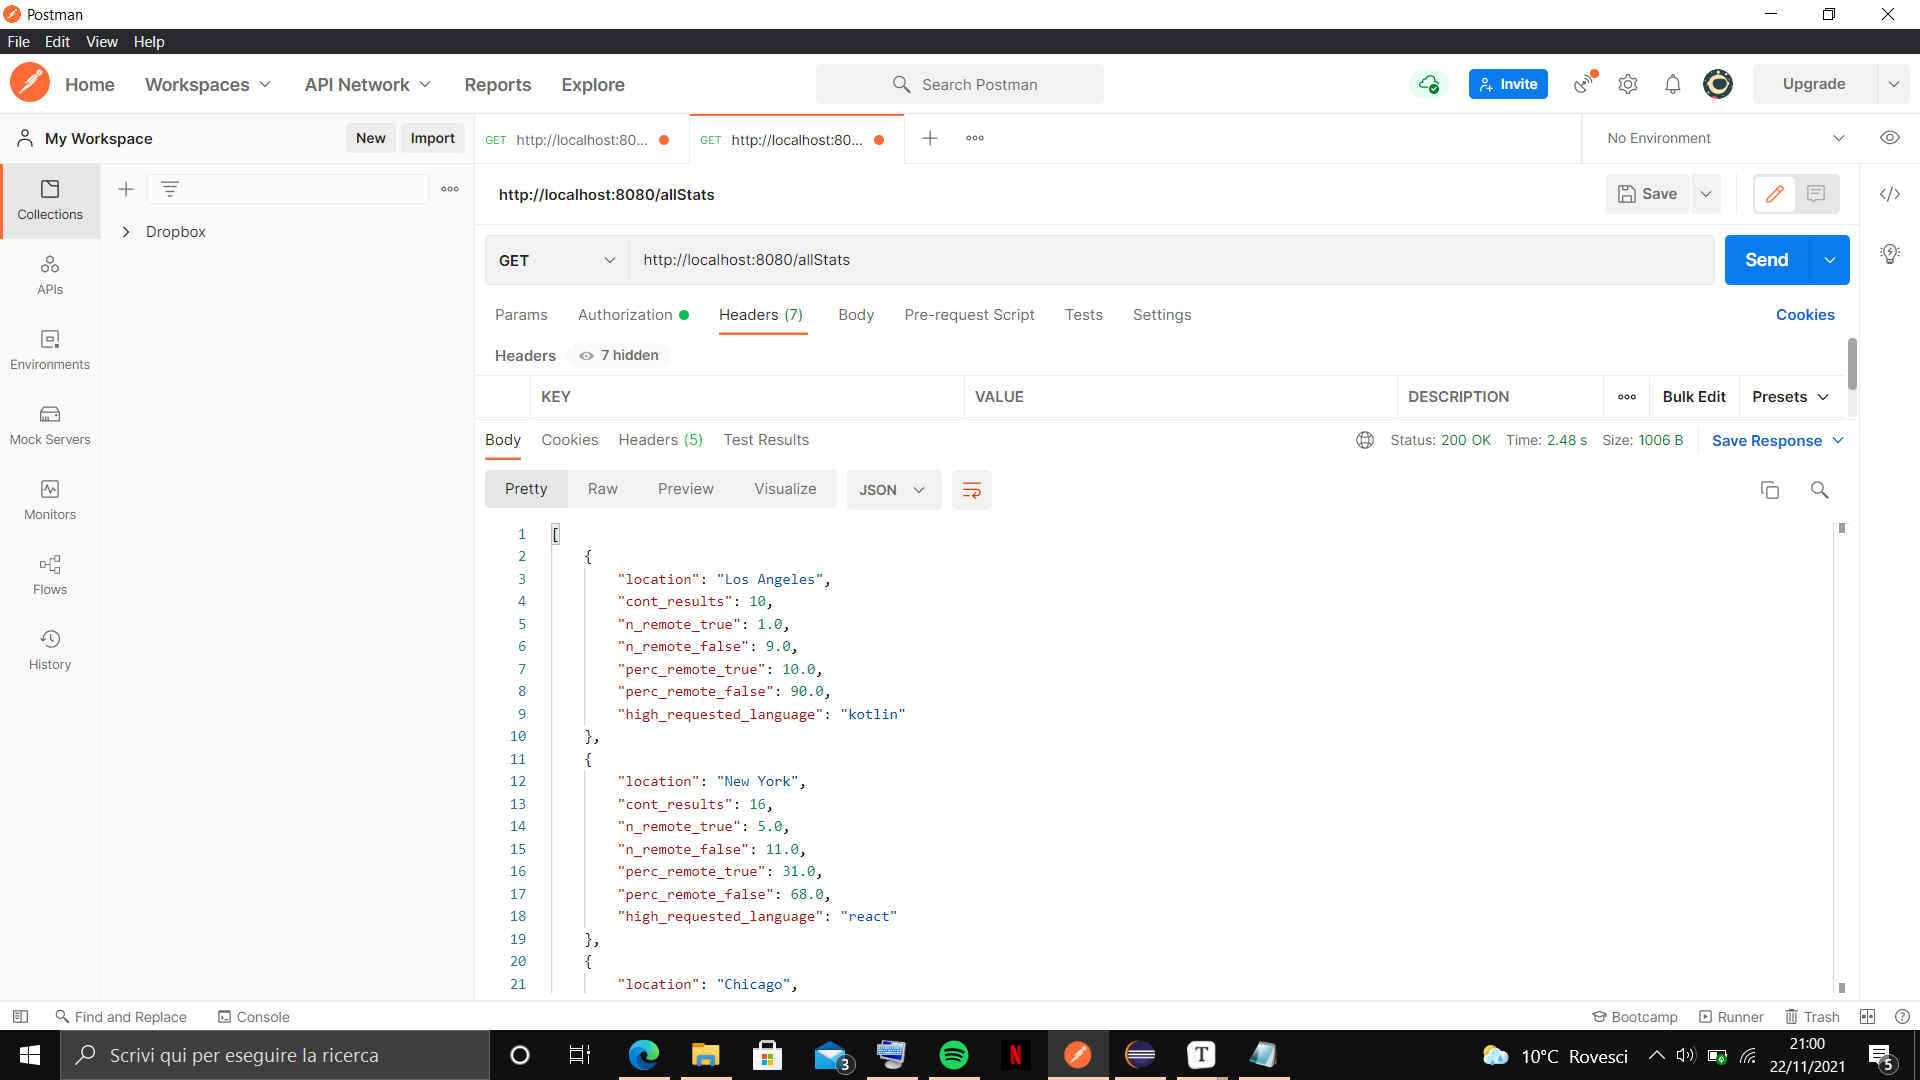 Postman
File Edit View Help
Home Workspaces API Network Reports Explore Search Postman Invite Upgrade
My Workspace New Import GET http://localhost:80... GET http://localhost:80... No Environment
Collections
APIs
Environments
Mock Servers
Monitors
Flows
History
Dropbox
http://localhost:8080/allStats Save
GET http://localhost:8080/allStats Send
Params Authorization Headers (7) Body Pre-request Script Tests Settings Cookies
Headers 7 hidden
KEY VALUE DESCRIPTION Bulk Edit Presets
Body Cookies Headers (5) Test Results Status: 200 OK Time: 2.48 s Size: 1006 B Save Response
Pretty Raw Preview Visualize JSON
1 [
2 {
3 "location": "Los Angeles",
4 "cont_results": 10,
5 "n_remote_true": 1.0,
6 "n_remote_false": 9.0,
7 "perc_remote_true": 10.0,
8 "perc_remote_false": 90.0,
9 "high_requested_language": "kotlin"
10 },
11 {
12 "location": "New York",
13 "cont_results": 16,
14 "n_remote_true": 5.0,
15 "n_remote_false": 11.0,
16 "perc_remote_true": 31.0,
17 "perc_remote_false": 68.0,
18 "high_requested_language": "react"
19 },
20 {
21 "location": "Chicago",
Find and Replace Console Bootcamp Runner Trash
Scrivi qui per eseguire la ricerca 3 N T 10°C Rovesci 21:00
22/11/2021 5